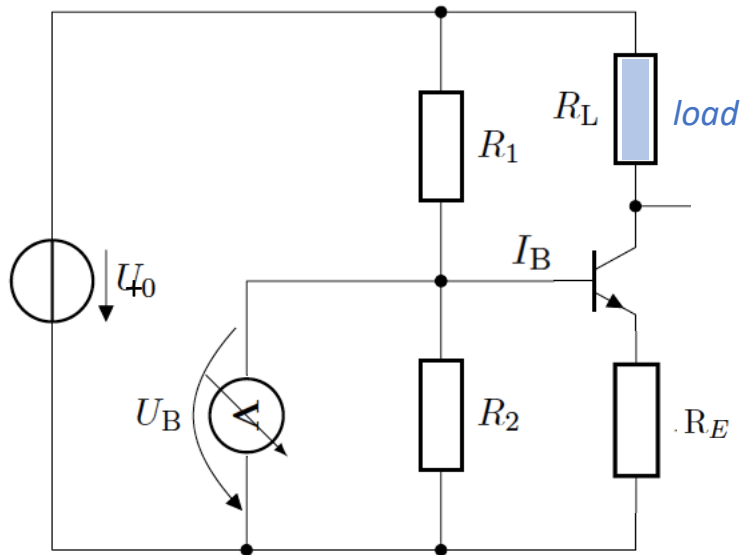 R_L load
R_1
I_B
U_0
+
U_B
V
R_2
. R_E